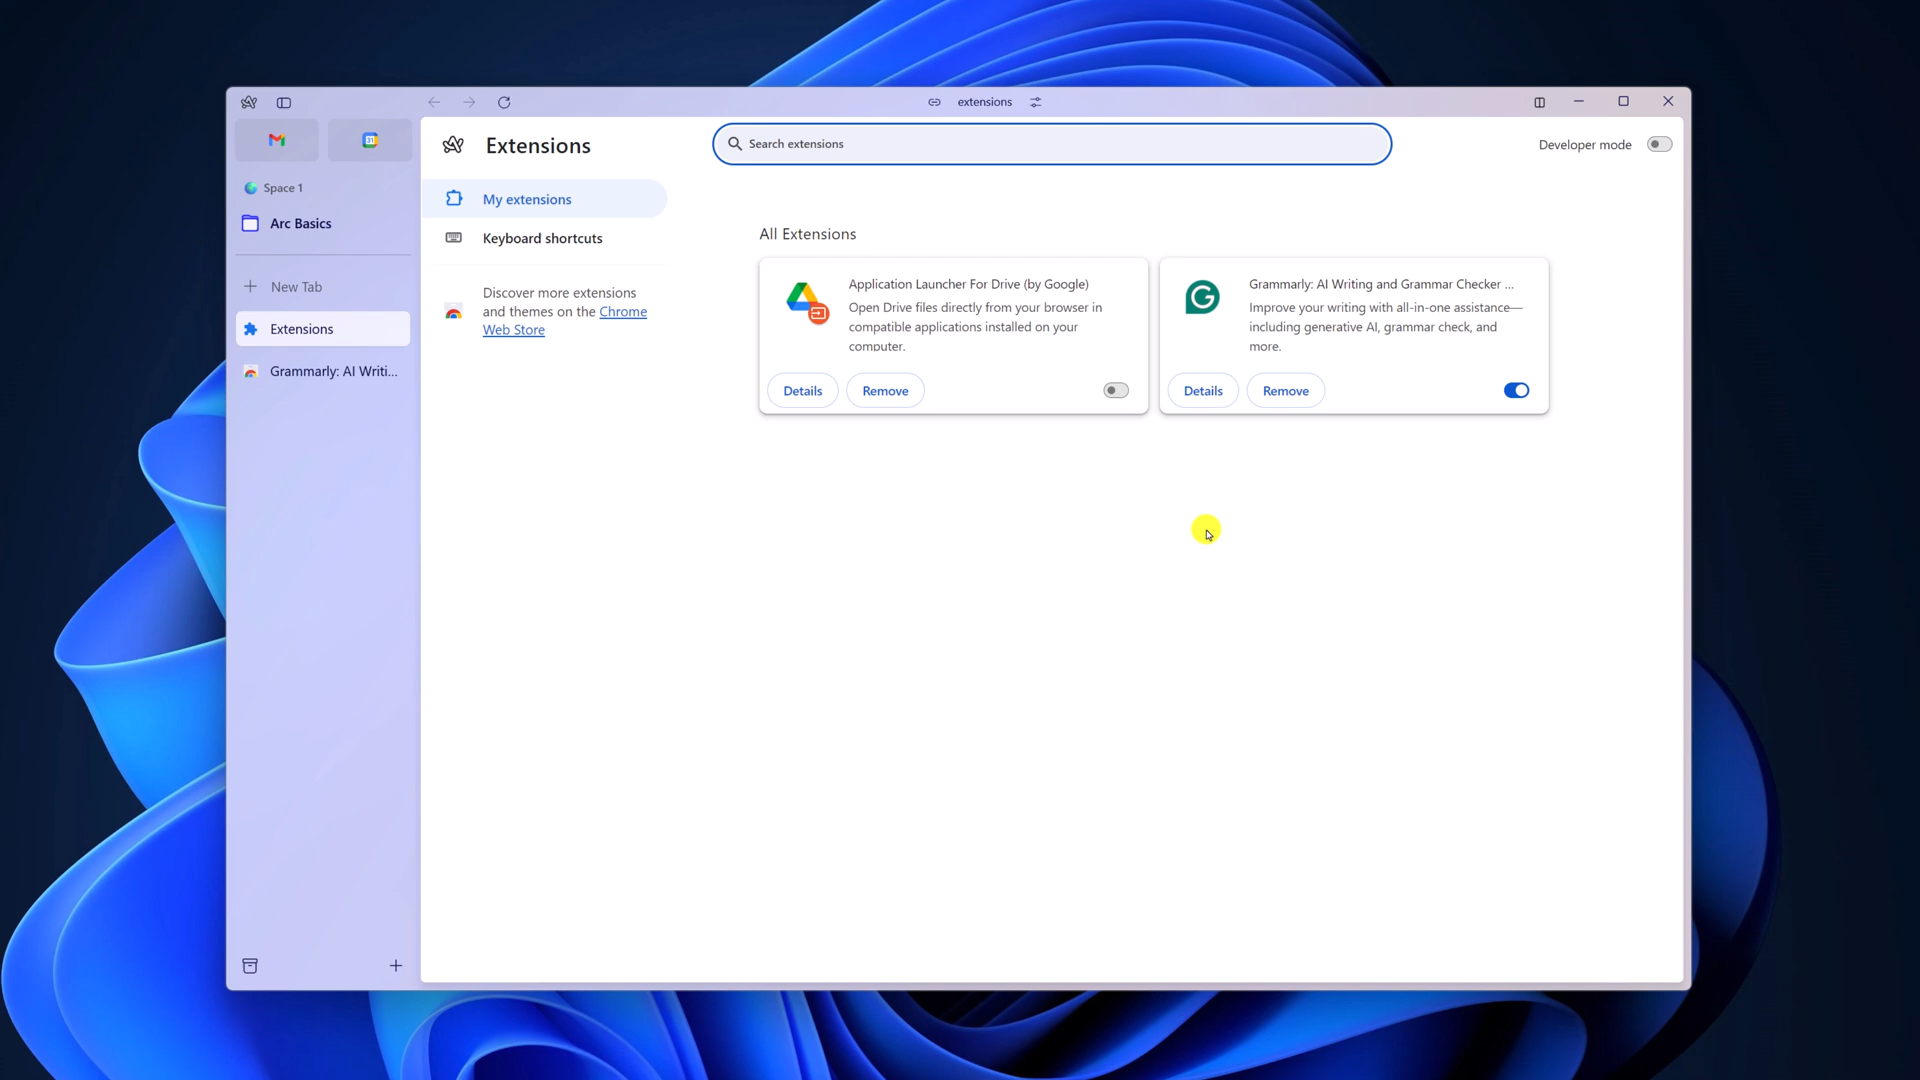 extensions
Space 1
Arc Basics
New Tab
Extensions
Grammarly: AI Writi...
Extensions
Search extensions
Developer mode
My extensions
Keyboard shortcuts
Discover more extensions
and themes on the Chrome
Web Store
All Extensions
Application Launcher For Drive (by Google)
Open Drive files directly from your browser in
compatible applications installed on your
computer.
Details
Remove
Grammarly: AI Writing and Grammar Checker ...
Improve your writing with all-in-one assistance—
including generative AI, grammar check, and
more.
Details
Remove